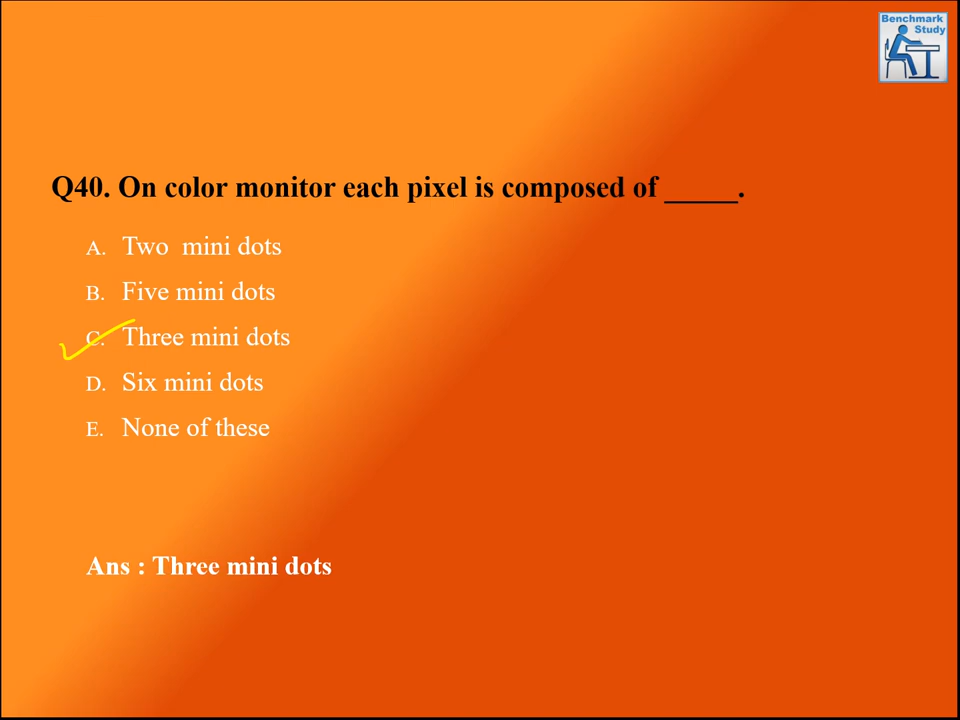 Benchmark
Study
Q40. On color monitor each pixel is composed of _____.
A. Two mini dots
B. Five mini dots
C. Three mini dots
D. Six mini dots
E. None of these
Ans : Three mini dots